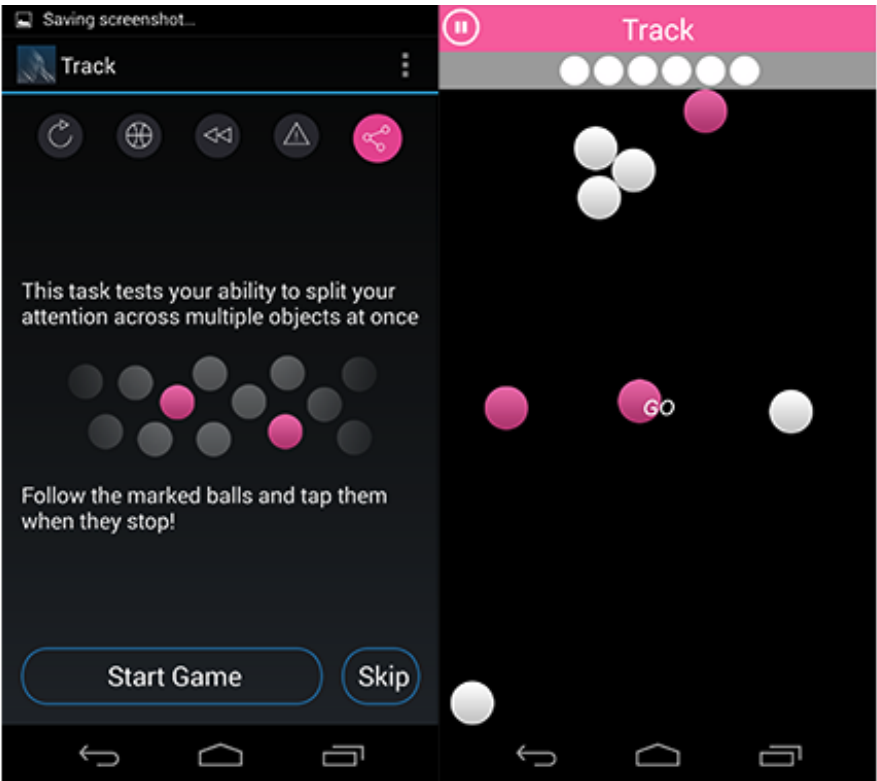 Saving screenshot...
Track
This task tests your ability to split your
attention across multiple objects at once
Follow the marked balls and tap them
when they stop!
Start Game
Skip
Track
GO